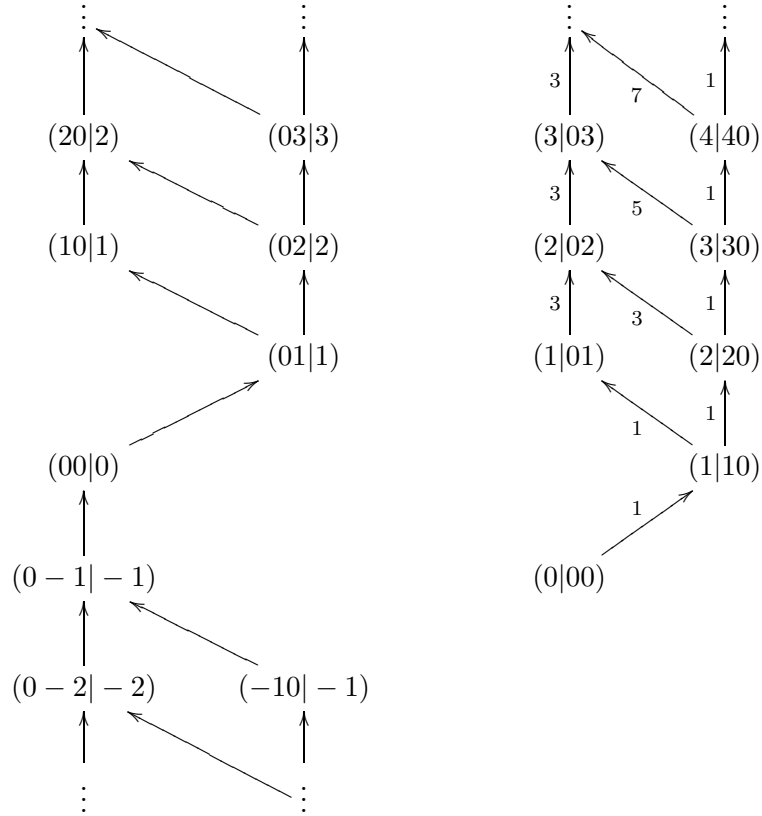 ⋮ ⋮ ⋮ ⋮
3 7 1
(20|2) (03|3) (3|03) (4|40)
3 5 1
(10|1) (02|2) (2|02) (3|30)
3 3 1
(01|1) (1|01) (2|20)
1 1
(00|0) (1|10)
1
(0 − 1| − 1) (0|00)
(0 − 2| − 2) (−10| − 1)
⋮ ⋮